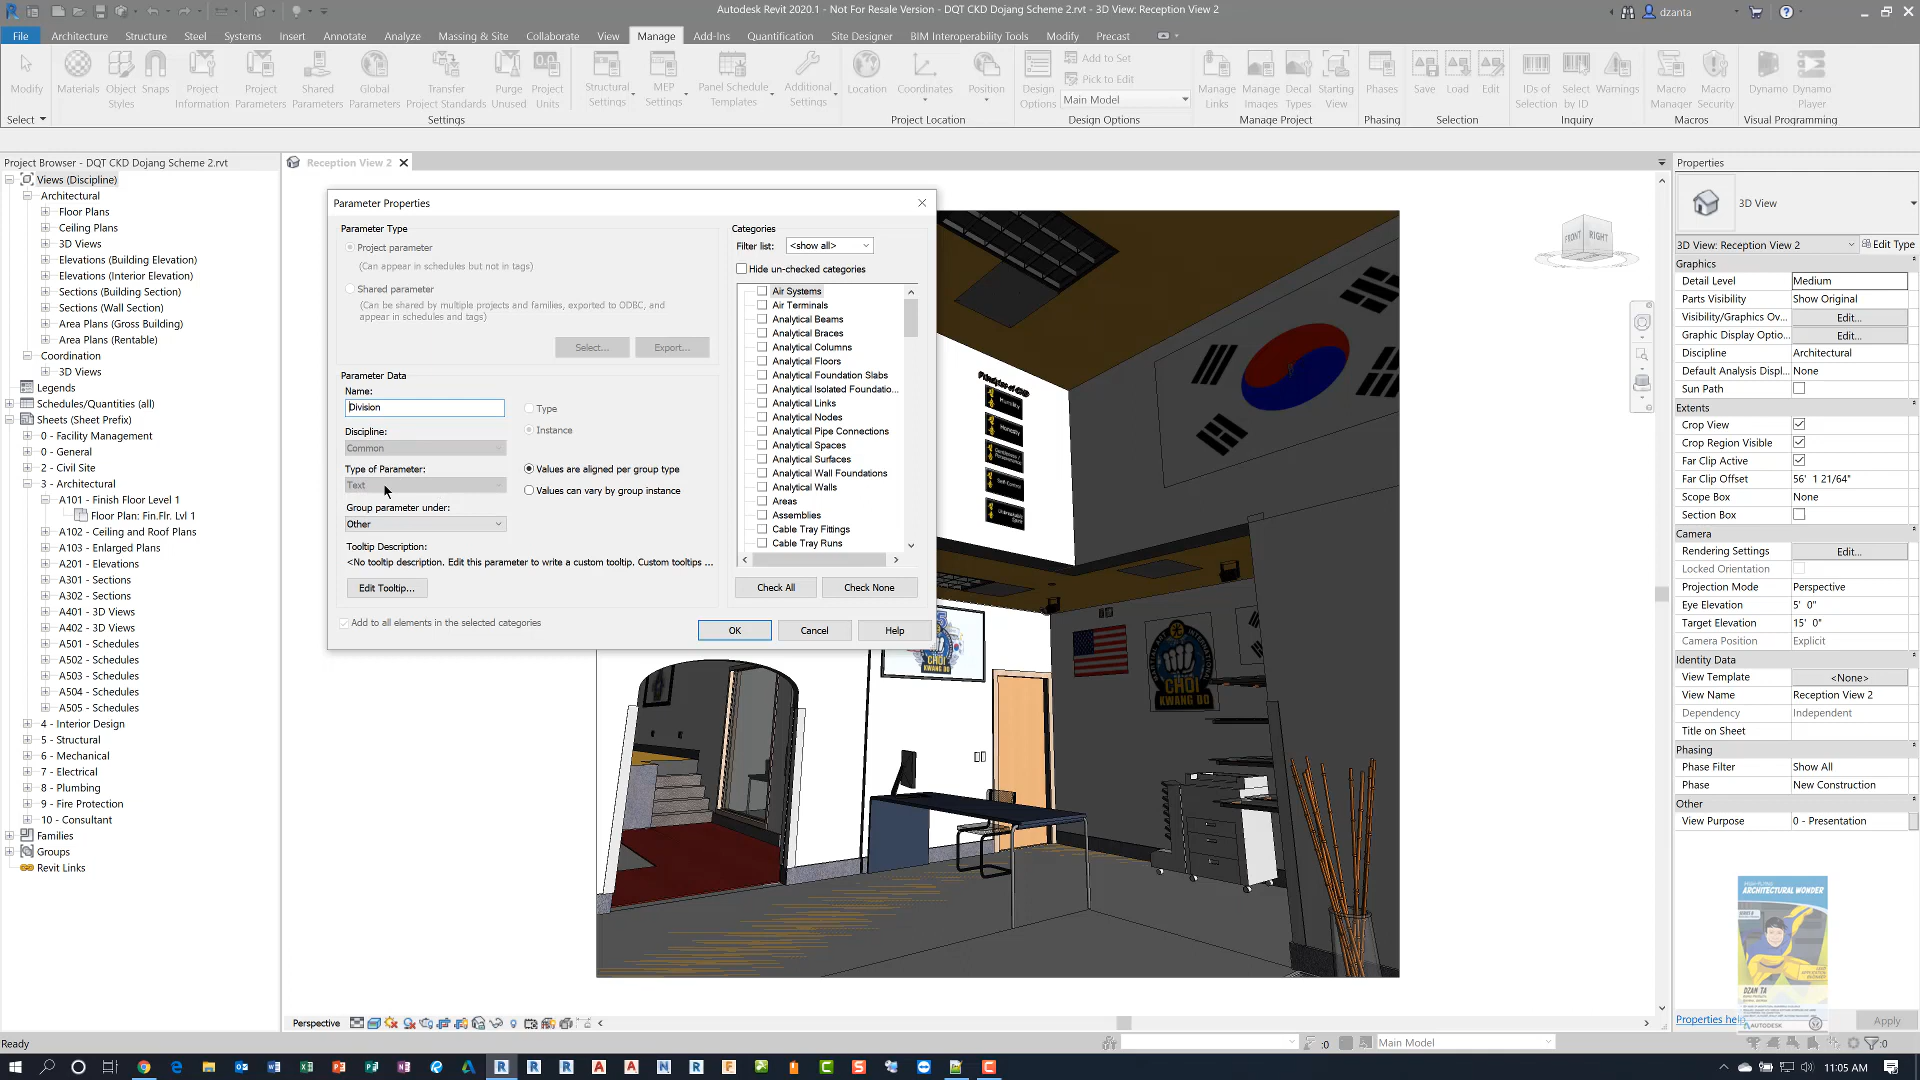 Autodesk Revit 2020.1 - Not For Resale Version - DQT CKD Dojang Scheme 2.rvt - 3D View: Reception View 2
dzanta
File Architecture Structure Steel Systems Insert Annotate Analyze Massing & Site Collaborate View Manage Add-Ins Quantification Site Designer BIM Interoperability Tools Modify Precast
Modify Materials Object Styles Snaps Project Information Project Parameters Shared Parameters Global Parameters Transfer Project Standards Purge Unused Project Units Structural Settings MEP Settings Panel Schedule Templates Additional Settings Location Coordinates Position Design Options Add to Set Pick to Edit Main Model Manage Links Manage Images Decal Types Starting View Phases Save Load Edit IDs of Selection Select by ID Warnings Macro Manager Macro Security Dynamo Dynamo Player
Select Settings Project Location Design Options Manage Project Phasing Selection Inquiry Macros Visual Programming
Project Browser - DQT CKD Dojang Scheme 2.rvt
Views (Discipline)
Architectural
Floor Plans
Ceiling Plans
3D Views
Elevations (Building Elevation)
Elevations (Interior Elevation)
Sections (Building Section)
Sections (Wall Section)
Area Plans (Gross Building)
Area Plans (Rentable)
Coordination
3D Views
Legends
Schedules/Quantities (all)
Sheets (Sheet Prefix)
0 - Facility Management
0 - General
2 - Civil Site
3 - Architectural
A101 - Finish Floor Level 1
Floor Plan: Fin.Flr. Lvl 1
A102 - Ceiling and Roof Plans
A103 - Enlarged Plans
A201 - Elevations
A301 - Sections
A302 - Sections
A401 - 3D Views
A402 - 3D Views
A501 - Schedules
A502 - Schedules
A503 - Schedules
A504 - Schedules
A505 - Schedules
4 - Interior Design
5 - Structural
6 - Mechanical
7 - Electrical
8 - Plumbing
9 - Fire Protection
10 - Consultant
Families
Groups
Revit Links
Reception View 2
Parameter Properties
Parameter Type
Project parameter
(Can appear in schedules but not in tags)
Shared parameter
(Can be shared by multiple projects and families, exported to ODBC, and
appear in schedules and tags)
Select... Export...
Parameter Data
Name:
Division
Type
Discipline:
Instance
Common
Type of Parameter:
Values are aligned per group type
Text
Values can vary by group instance
Group parameter under:
Other
Tooltip Description:
<No tooltip description. Edit this parameter to write a custom tooltip. Custom tooltips ...
Edit Tooltip...
Add to all elements in the selected categories
Categories
Filter list: <show all>
Hide un-checked categories
Air Systems
Air Terminals
Analytical Beams
Analytical Braces
Analytical Columns
Analytical Floors
Analytical Foundation Slabs
Analytical Isolated Foundatio...
Analytical Links
Analytical Nodes
Analytical Pipe Connections
Analytical Spaces
Analytical Surfaces
Analytical Wall Foundations
Analytical Walls
Areas
Assemblies
Cable Tray Fittings
Cable Tray Runs
Check All Check None
OK Cancel Help
Principles of CKD
Humility
Honesty
Self-Control
CHOI
KWANG DO
CHOI
KWANG DO
FRONT RIGHT
Properties
3D View
3D View: Reception View 2 Edit Type
Graphics
Detail Level Medium
Parts Visibility Show Original
Visibility/Graphics Ov... Edit...
Graphic Display Optio... Edit...
Discipline Architectural
Default Analysis Displ... None
Sun Path
Extents
Crop View
Crop Region Visible
Far Clip Active
Far Clip Offset 56' 1 21/64"
Scope Box None
Section Box
Camera
Rendering Settings Edit...
Locked Orientation
Projection Mode Perspective
Eye Elevation 5' 0"
Target Elevation 15' 0"
Camera Position Explicit
Identity Data
View Template <None>
View Name Reception View 2
Dependency Independent
Title on Sheet
Phasing
Phase Filter Show All
Phase New Construction
Other
View Purpose 0 - Presentation
ARCHITECTURAL WONDER
DZAN TA
AUTODESK
Properties help
Apply
Perspective
Ready
:0
Main Model
:0
11:05 AM